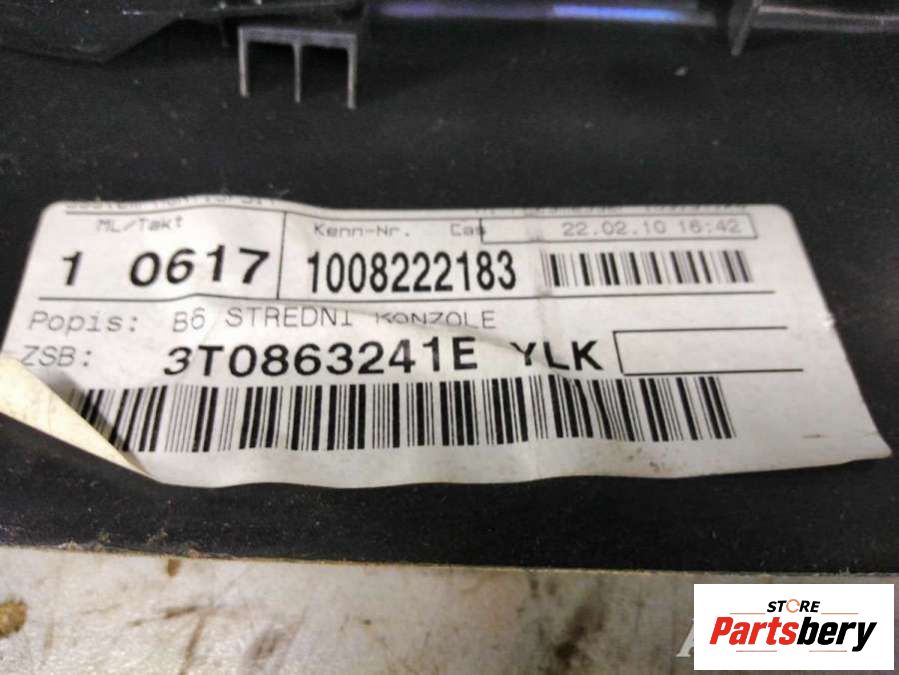 ML/Takt Kenn-Nr. Cas 22.02.10 16:42
1 0617 1008222183
Popis: B6 STREDNI KONZOLE
ZSB: 3T0863241E YLK
STORE
Partsbery